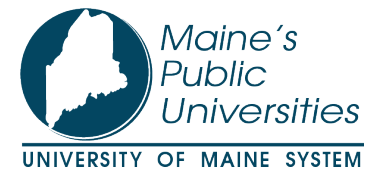 Maine's
Public
Universities
UNIVERSITY OF MAINE SYSTEM